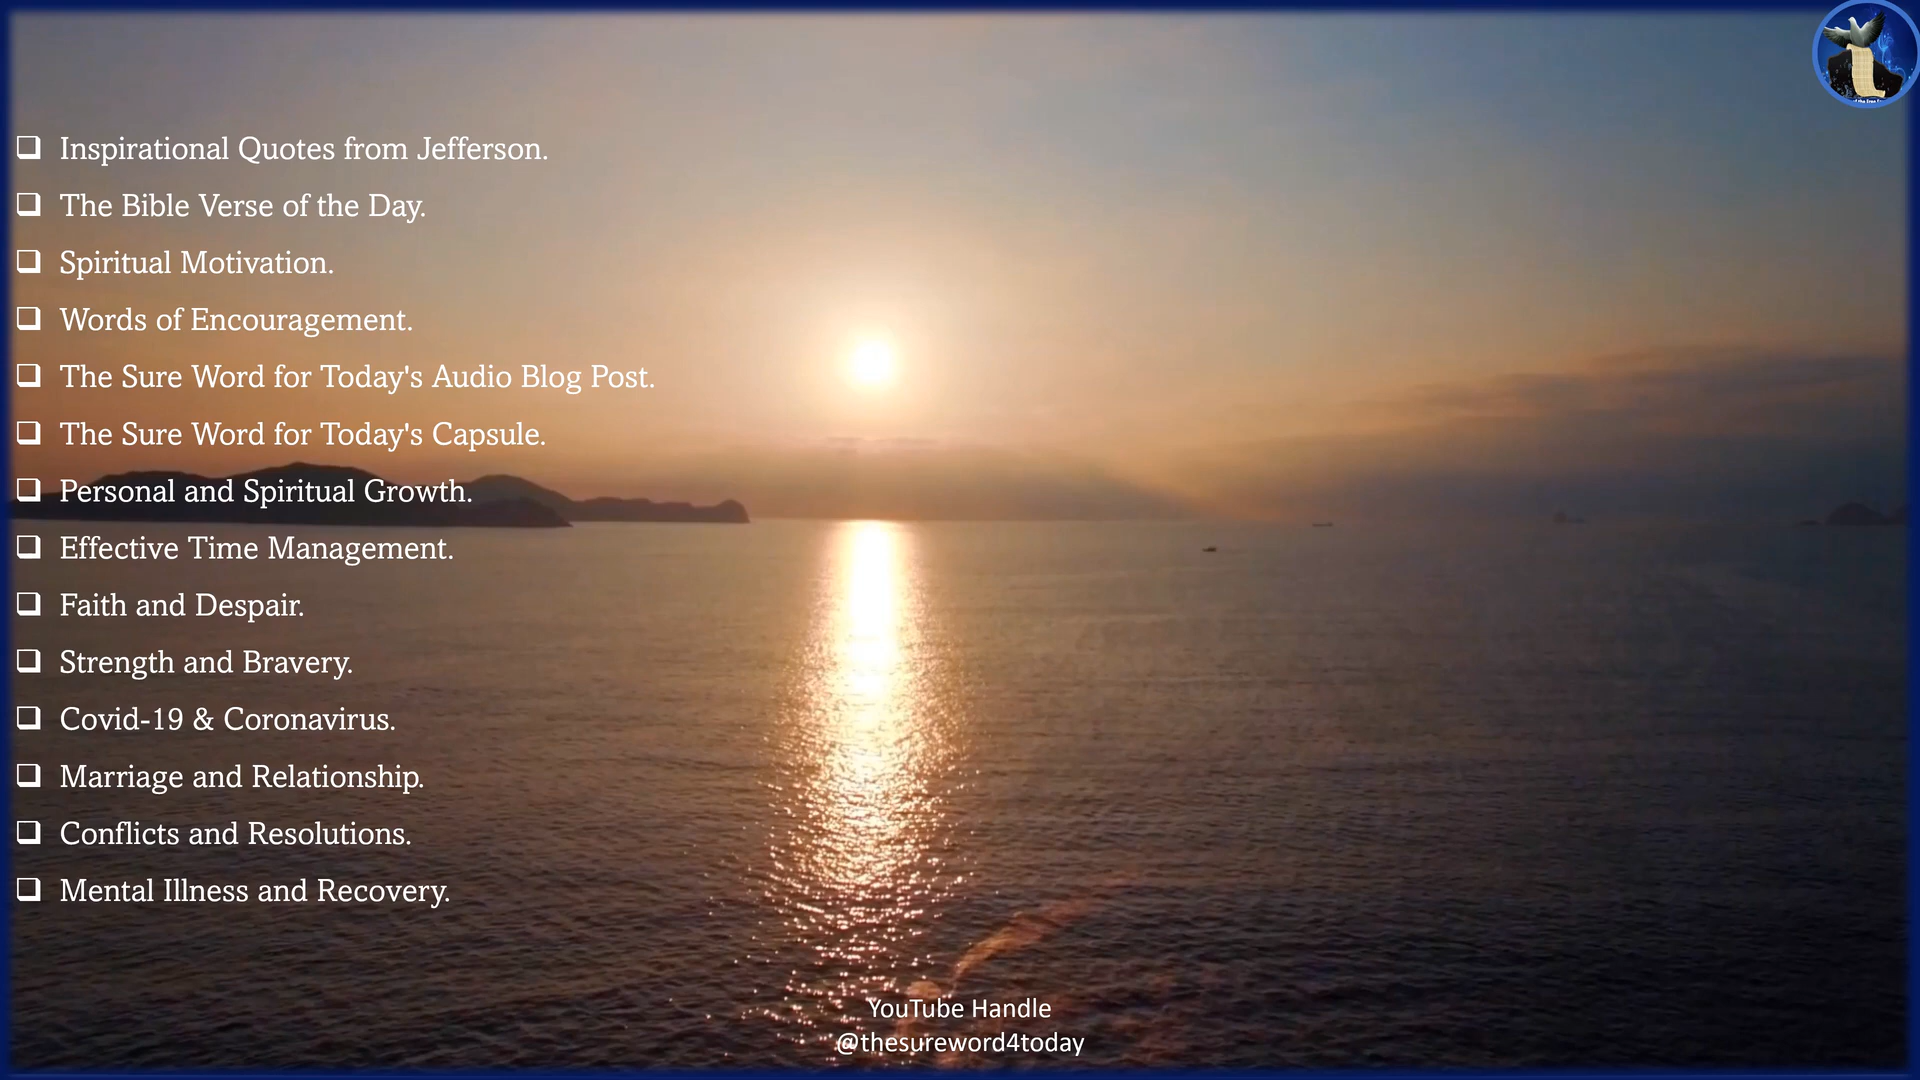 ❑ Inspirational Quotes from Jefferson.
❑ The Bible Verse of the Day.
❑ Spiritual Motivation.
❑ Words of Encouragement.
❑ The Sure Word for Today's Audio Blog Post.
❑ The Sure Word for Today's Capsule.
❑ Personal and Spiritual Growth.
❑ Effective Time Management.
❑ Faith and Despair.
❑ Strength and Bravery.
❑ Covid-19 & Coronavirus.
❑ Marriage and Relationship.
❑ Conflicts and Resolutions.
❑ Mental Illness and Recovery.
YouTube Handle
@thesureword4today